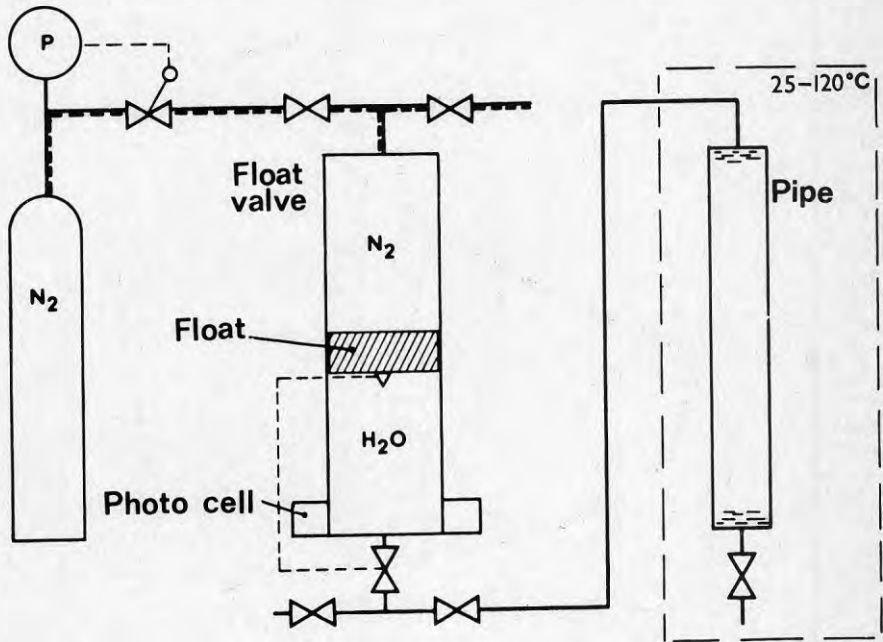 P
25–120°C
Float
valve
Pipe
N2
N2
Float
H2O
Photo cell